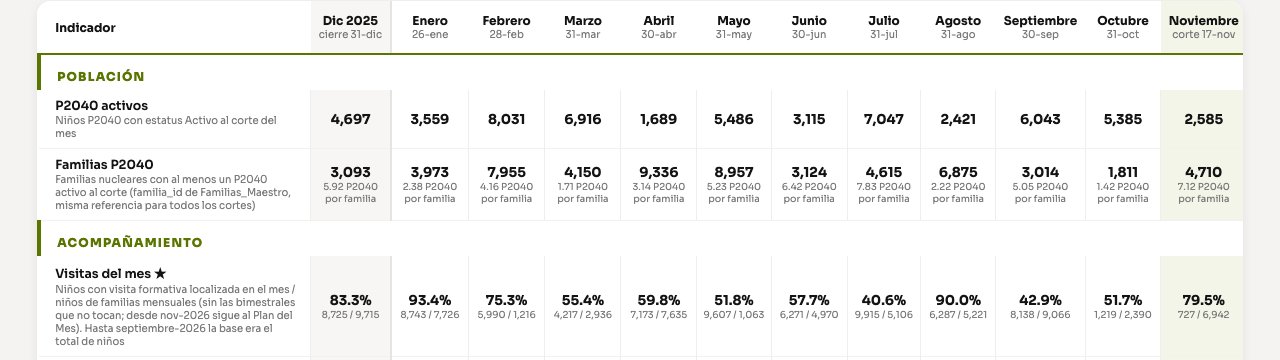 Indicador Dic 2025 Enero Febrero Marzo Abril Mayo Junio Julio Agosto Septiembre Octubre Noviembre
cierre 31-dic 26-ene 28-feb 31-mar 30-abr 31-may 30-jun 31-jul 31-ago 30-sep 31-oct corte 17-nov
POBLACIÓN
P2040 activos
Niños P2040 con estatus Activo al corte del
mes
4,697 3,559 8,031 6,916 1,689 5,486 3,115 7,047 2,421 6,043 5,385 2,585
Familias P2040
Familias nucleares con al menos un P2040
activo al corte (familia_id de Familias_Maestro,
misma referencia para todos los cortes)
3,093 3,973 7,955 4,150 9,336 8,957 3,124 4,615 6,875 3,014 1,811 4,710
5.92 P2040 2.38 P2040 4.16 P2040 1.71 P2040 3.14 P2040 5.23 P2040 6.42 P2040 7.83 P2040 2.22 P2040 5.05 P2040 1.42 P2040 7.12 P2040
por familia por familia por familia por familia por familia por familia por familia por familia por familia por familia por familia por familia
ACOMPAÑAMIENTO
Visitas del mes ★
Niños con visita formativa localizada en el mes /
niños de familias mensuales (sin las bimestrales
que no tocan; desde nov-2026 sigue al Plan del
Mes). Hasta septiembre-2026 la base era el
total de niños
83.3% 93.4% 75.3% 55.4% 59.8% 51.8% 57.7% 40.6% 90.0% 42.9% 51.7% 79.5%
8,725 / 9,715 8,743 / 7,726 5,990 / 1,216 4,217 / 2,936 7,173 / 7,635 9,607 / 1,063 6,271 / 4,970 9,915 / 5,106 6,287 / 5,221 8,138 / 9,066 1,219 / 2,390 727 / 6,942